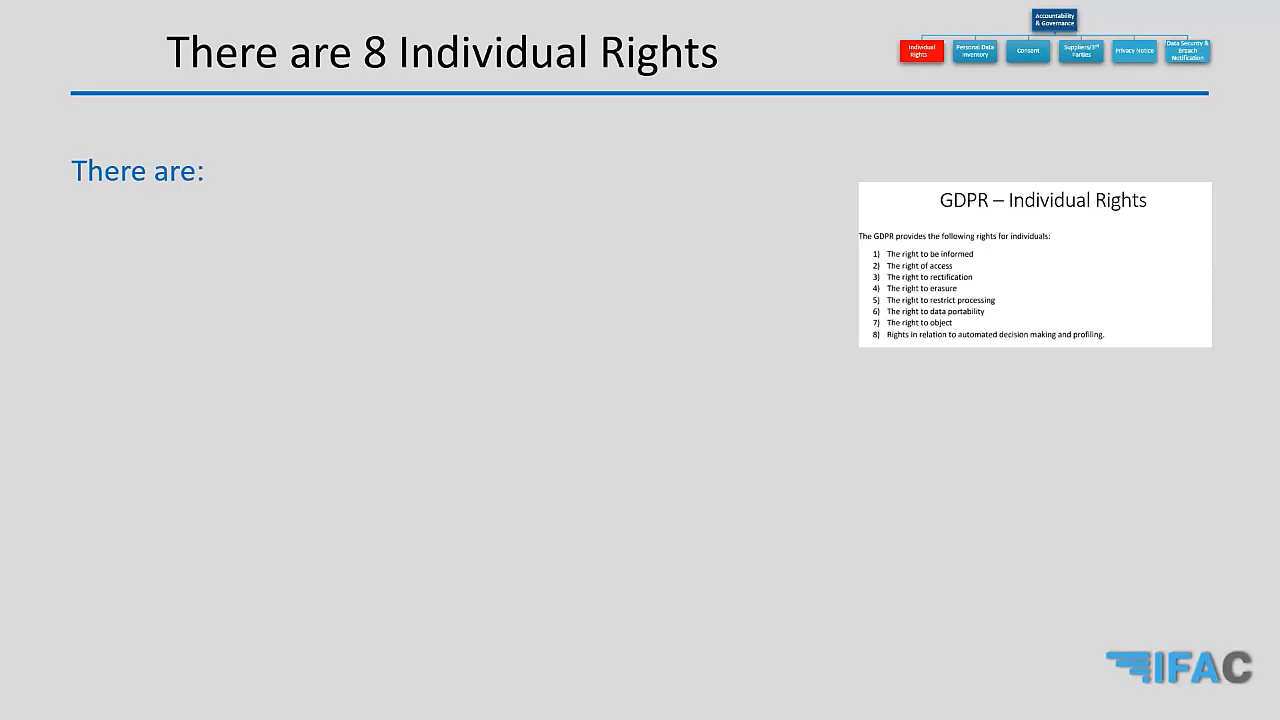 There are 8 Individual Rights
Accountability
& Governance
Individual
Rights
Personal Data
Inventory
Consent
Suppliers/3rd
Parties
Privacy Notice
Data Security &
Breach
Notification
There are:
GDPR – Individual Rights
The GDPR provides the following rights for individuals:
1) The right to be informed
2) The right of access
3) The right to rectification
4) The right to erasure
5) The right to restrict processing
6) The right to data portability
7) The right to object
8) Rights in relation to automated decision making and profiling.
IFAC